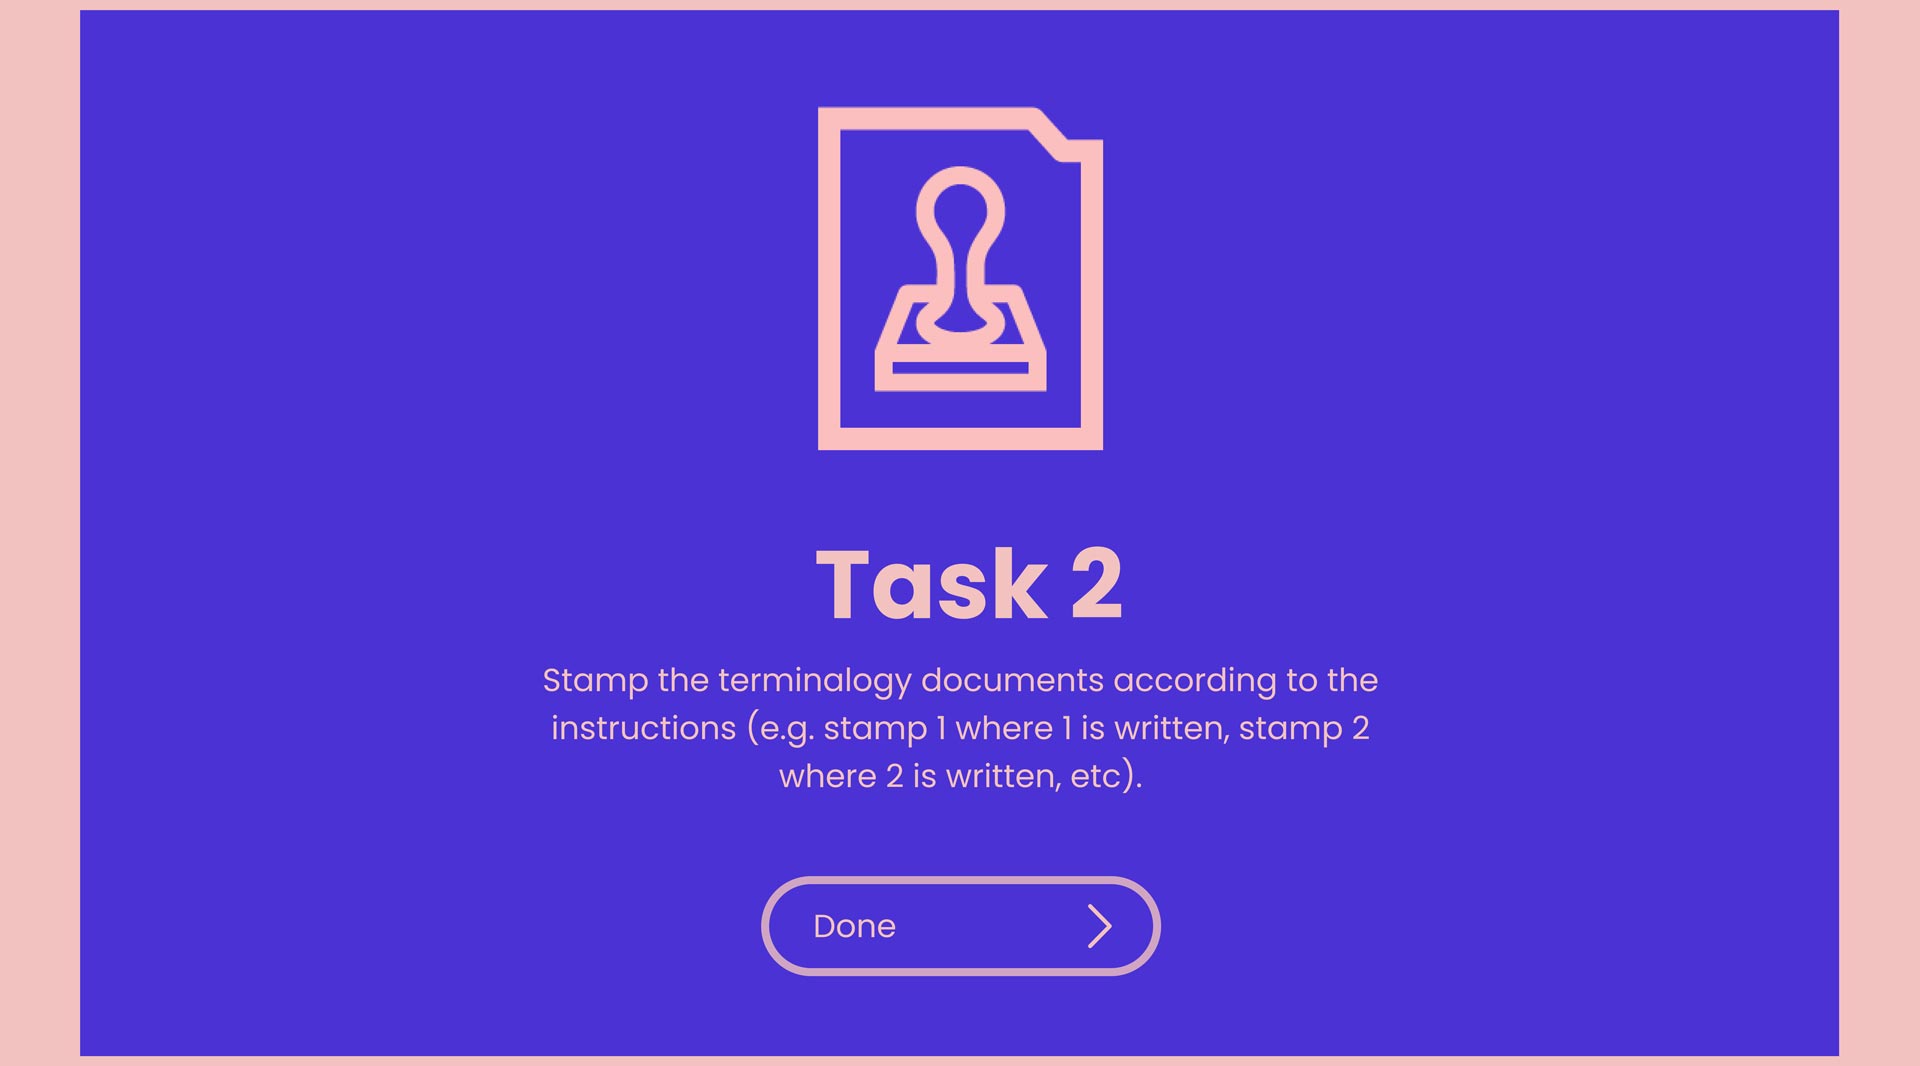 Task 2
Stamp the terminalogy documents according to the
instructions (e.g. stamp 1 where 1 is written, stamp 2
where 2 is written, etc).
Done